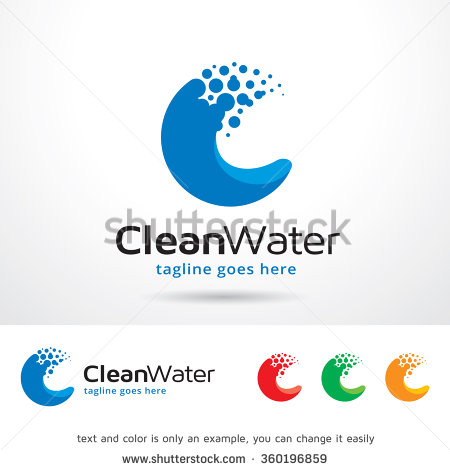 shutterstock
CleanWater
tagline goes here
CleanWater
tagline goes here
text and color is only an example, you can change it easily
www.shutterstock.com · 360196859